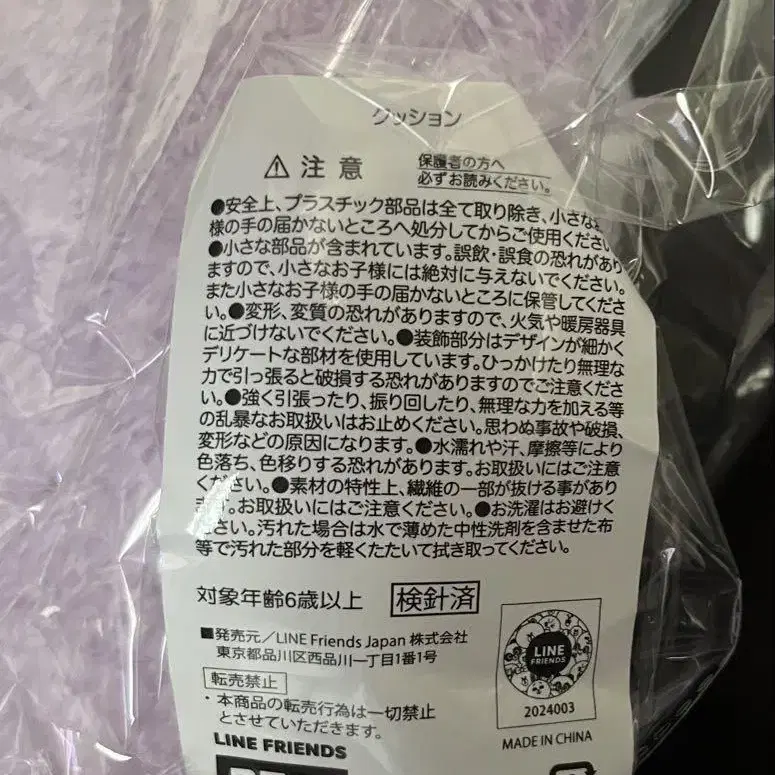 クッション
⚠注意
保護者の方へ
必ずお読みください。
●安全上、プラスチック部品は全て取り除き、小さな
様の手の届かないところへ処分してからご使用ください
●小さな部品が含まれています。誤飲・誤食の恐れがあり
ますので、小さなお子様には絶対に与えないでください。
また小さなお子様の手の届かないところに保管してくださ
い。●変形、変質の恐れがありますので、火気や暖房器具
に近づけないでください。●装飾部分はデザインが細かく
デリケートな部材を使用しています。ひっかけたり無理な
力で引っ張ると破損する恐れがありますのでご注意くださ
い。●強く引張ったり、振り回したり、無理な力を加える等
の乱暴なお取扱いはお止めください。思わぬ事故や破損、
変形などの原因になります。●水濡れや汗、摩擦等により
色落ち、色移りする恐れがあります。お取扱いにはご注意
ください。●素材の特性上、繊維の一部が抜ける事があり
ます。お取扱いにはご注意ください。●お洗濯はお避けく
ださい。汚れた場合は水で薄めた中性洗剤を含ませた布
等で汚れた部分を軽くたたいて拭き取ってください。
対象年齢6歳以上 検針済
■発売元/LINE Friends Japan 株式会社
東京都品川区西品川一丁目1番1号
転売禁止
・本商品の転売行為は一切禁止
とさせていただきます。
LINE FRIENDS
2024003
MADE IN CHINA
LINE FRIENDS